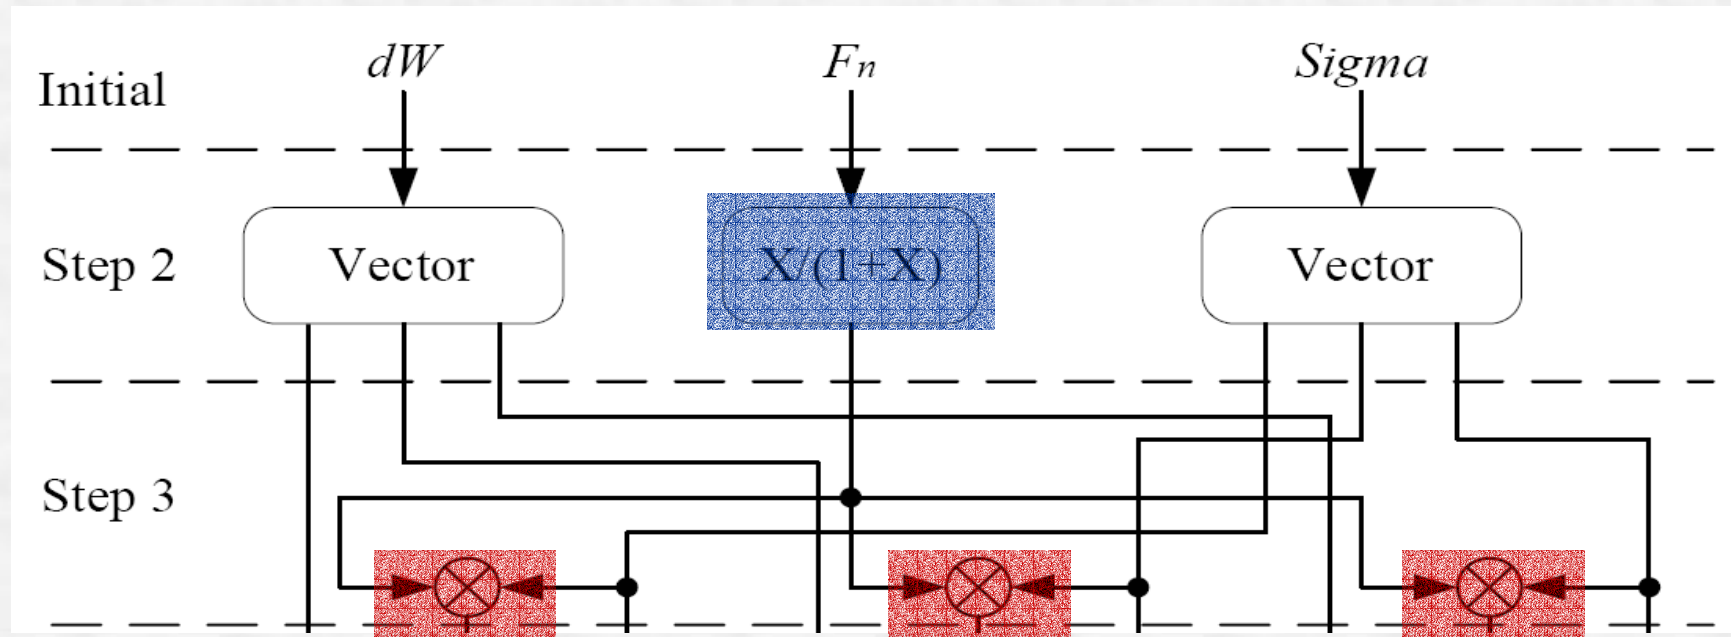 Initial
dW
Fn
Sigma
Step 2
Vector
X/(1+X)
Vector
Step 3